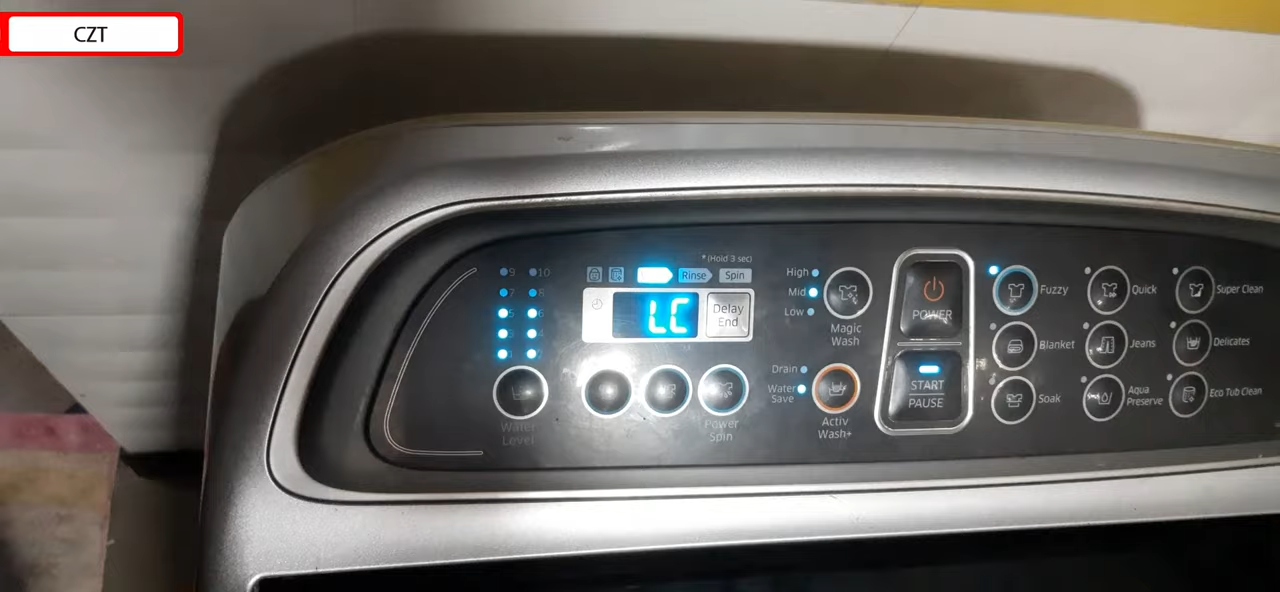 CZT
*(Hold 3 sec)
9 10
7 8
5 6
3 4
Rinse Spin
LC
Delay
End
Water
Level
Power
Spin
High
Mid
Low
Magic
Wash
Drain
Water
Save
Activ
Wash+
POWER
START
PAUSE
Fuzzy
Quick
Super Clean
Blanket
Jeans
Delicates
Soak
Aqua
Preserve
Eco Tub Clean